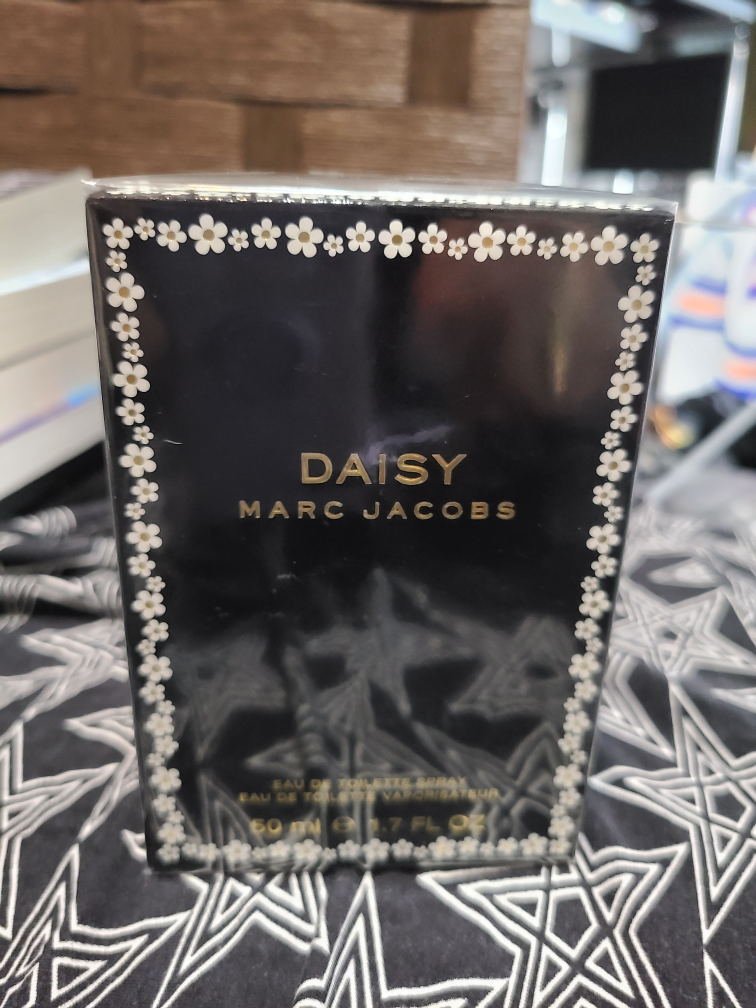 DAISY
MARC JACOBS
EAU DE TOILETTE SPRAY
EAU DE TOILETTE VAPORISATEUR
50 ml ℮ 1.7 FL OZ